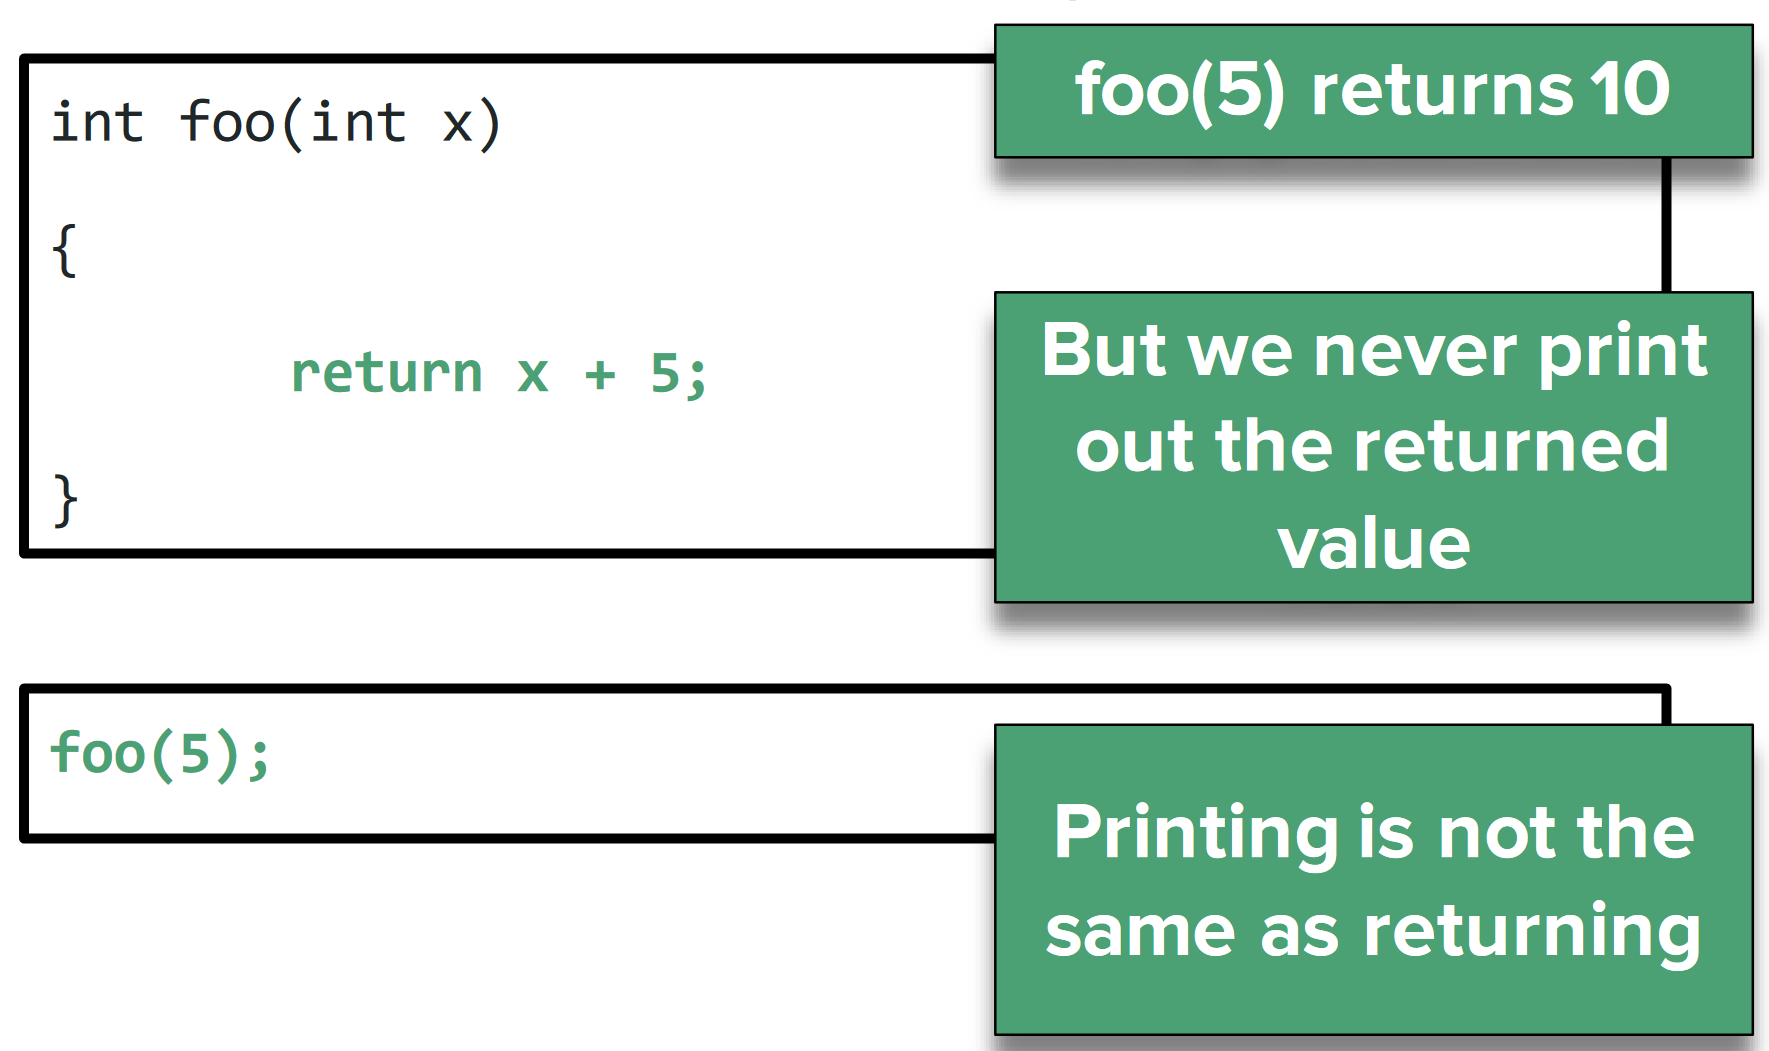 int foo(int x)
{
return x + 5;
}
foo(5) returns 10
But we never print
out the returned
value
foo(5);
Printing is not the
same as returning